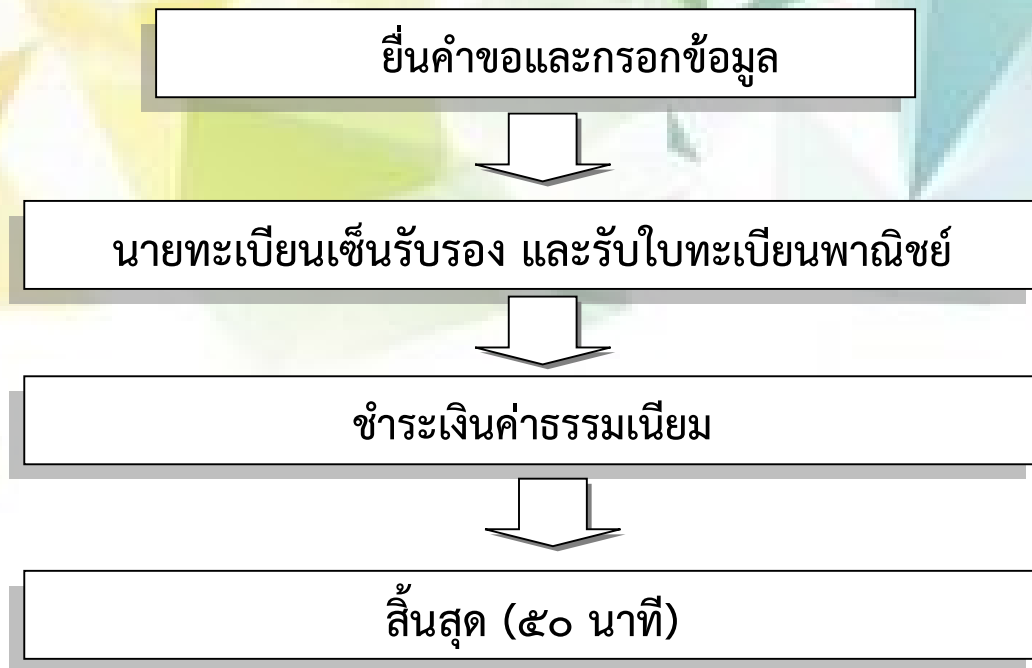 ยื่นคำขอและกรอกข้อมูล
นายทะเบียนเซ็นรับรอง และรับใบทะเบียนพาณิชย์
ชำระเงินค่าธรรมเนียม
สิ้นสุด (๕๐ นาที)